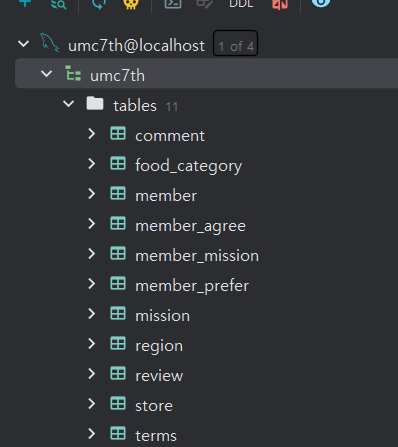 DDL
umc7th@localhost 1 of 4
umc7th
tables 11
comment
food_category
member
member_agree
member_mission
member_prefer
mission
region
review
store
terms